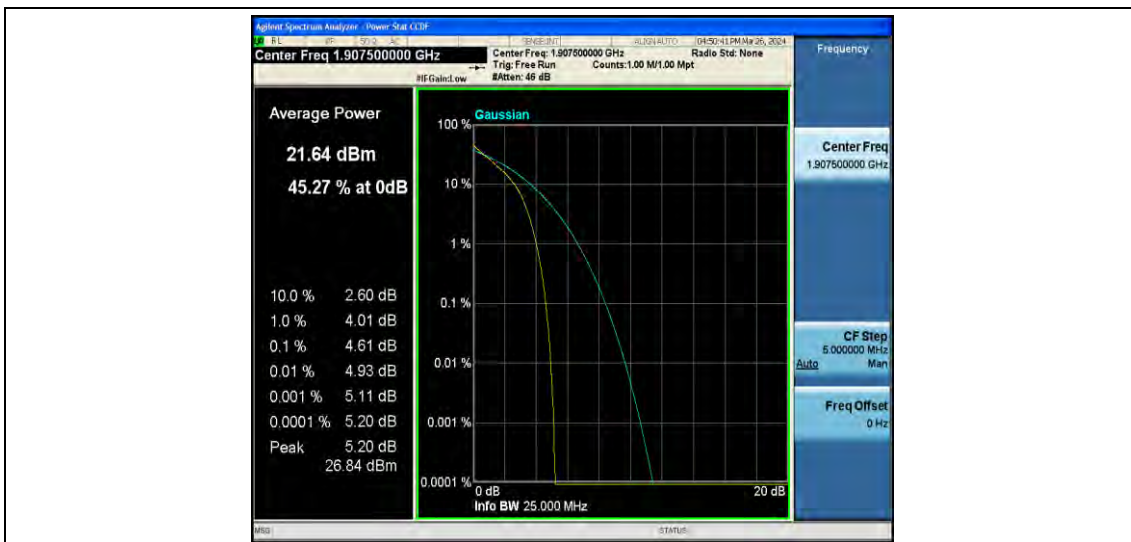 Agilent Spectrum Analyzer - Power Stat CCDF
RL RF 50 Ω AC SENSE:INT ALIGN AUTO 04:50:41 PM Mar 26, 2024
Center Freq 1.907500000 GHz
Center Freq: 1.907500000 GHz Radio Std: None
Trig: Free Run Counts:1.00 M/1.00 Mpt
#IFGain:Low #Atten: 46 dB
Frequency
Average Power
21.64 dBm
45.27 % at 0dB
10.0 % 2.60 dB
1.0 % 4.01 dB
0.1 % 4.61 dB
0.01 % 4.93 dB
0.001 % 5.11 dB
0.0001 % 5.20 dB
Peak 5.20 dB
26.84 dBm
Gaussian
100 %
10 %
1 %
0.1 %
0.01 %
0.001 %
0.0001 %
0 dB 20 dB
Info BW 25.000 MHz
Center Freq
1.907500000 GHz
CF Step
5.000000 MHz
Auto Man
Freq Offset
0 Hz
MSG STATUS